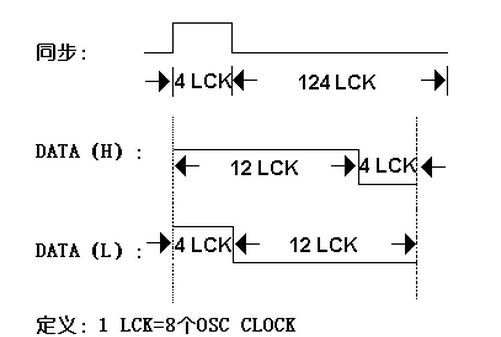 同步:
4 LCK 124 LCK
DATA (H) : 12 LCK 4 LCK
DATA (L) : 4 LCK 12 LCK
定义: 1 LCK=8个OSC CLOCK